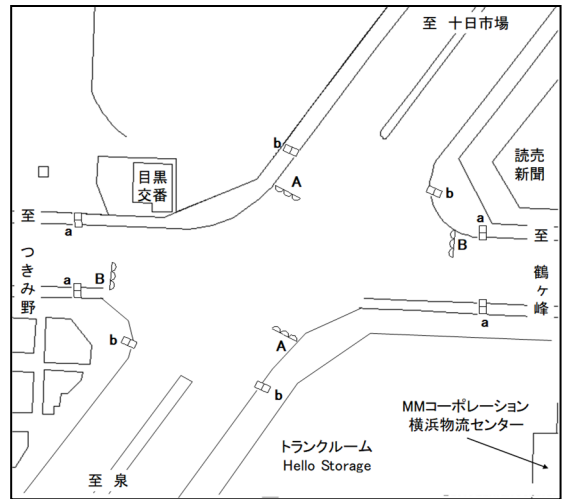 至 十日市場
b
目黒
交番
A
b
読売
新聞
至
a
a
B
至
つきみ野
a
B
鶴ヶ峰
a
b
A
b
MMコーポレーション
横浜物流センター
トランクルーム
Hello Storage
至 泉